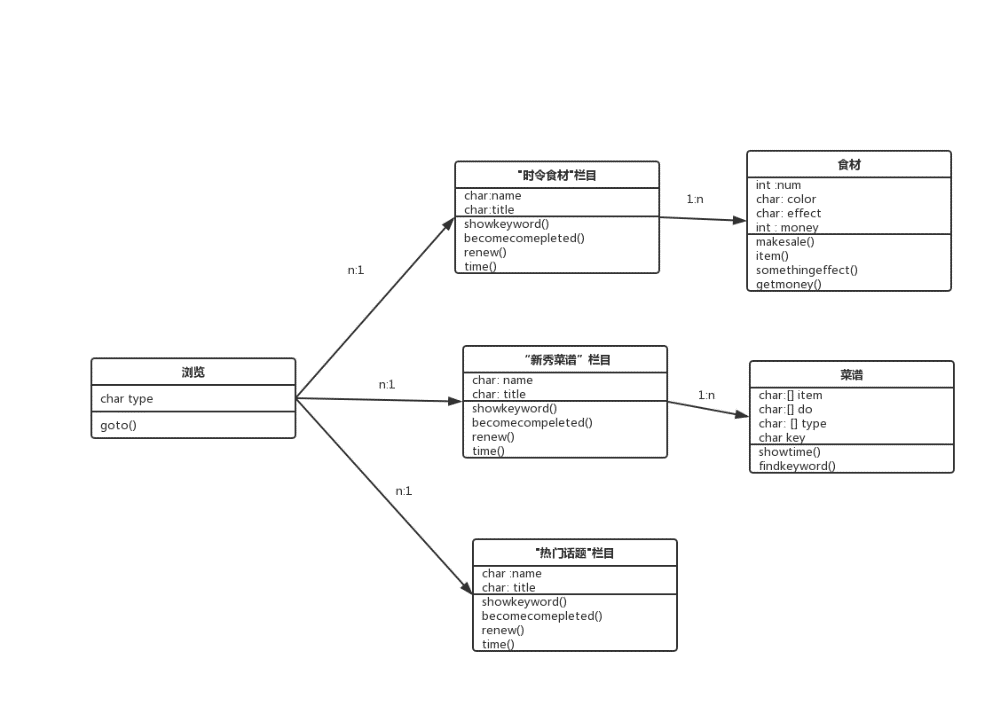 "时令食材"栏目
char:name
char:title
showkeyword()
becomecomepleted()
renew()
time()
1:n
食材
int :num
char: color
char: effect
int : money
makesale()
item()
somethingeffect()
getmoney()
n:1
浏览
char type
goto()
n:1
“新秀菜谱”栏目
char: name
char: title
showkeyword()
becomecompeleted()
renew()
time()
1:n
菜谱
char:[] item
char:[] do
char: [] type
char key
showtime()
findkeyword()
n:1
"热门话题"栏目
char :name
char: title
showkeyword()
becomecomepleted()
renew()
time()